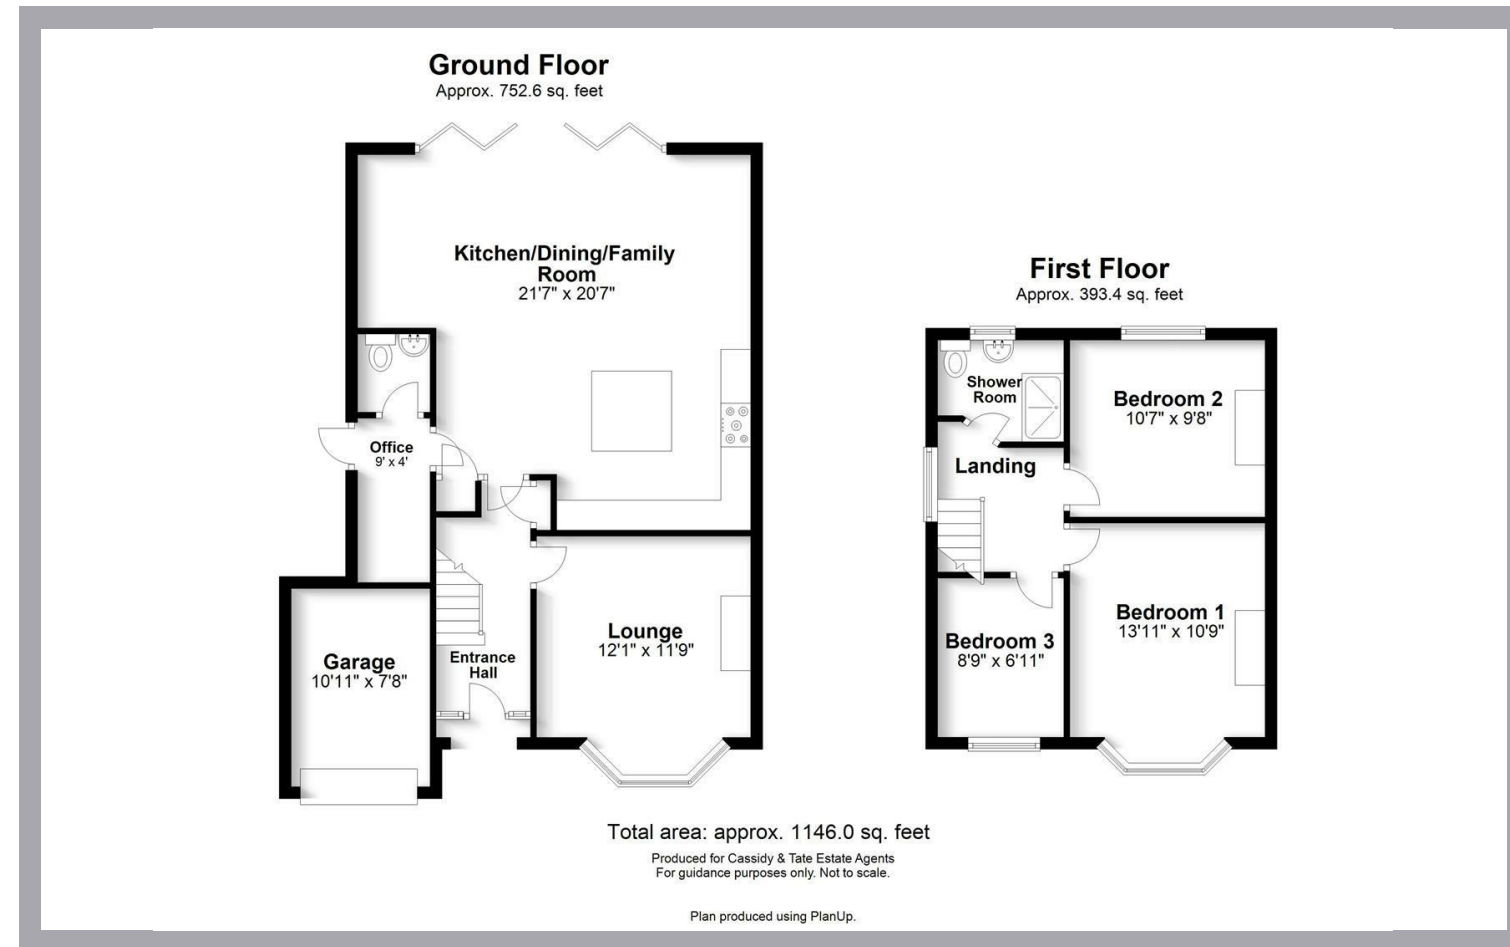 Ground Floor
Approx. 752.6 sq. feet
Kitchen/Dining/Family
Room
21'7" x 20'7"
Office
9' x 4'
Lounge
12'1" x 11'9"
Entrance
Hall
Garage
10'11" x 7'8"
First Floor
Approx. 393.4 sq. feet
Shower
Room
Bedroom 2
10'7" x 9'8"
Landing
Bedroom 1
13'11" x 10'9"
Bedroom 3
8'9" x 6'11"
Total area: approx. 1146.0 sq. feet
Produced for Cassidy & Tate Estate Agents
For guidance purposes only. Not to scale.
Plan produced using PlanUp.